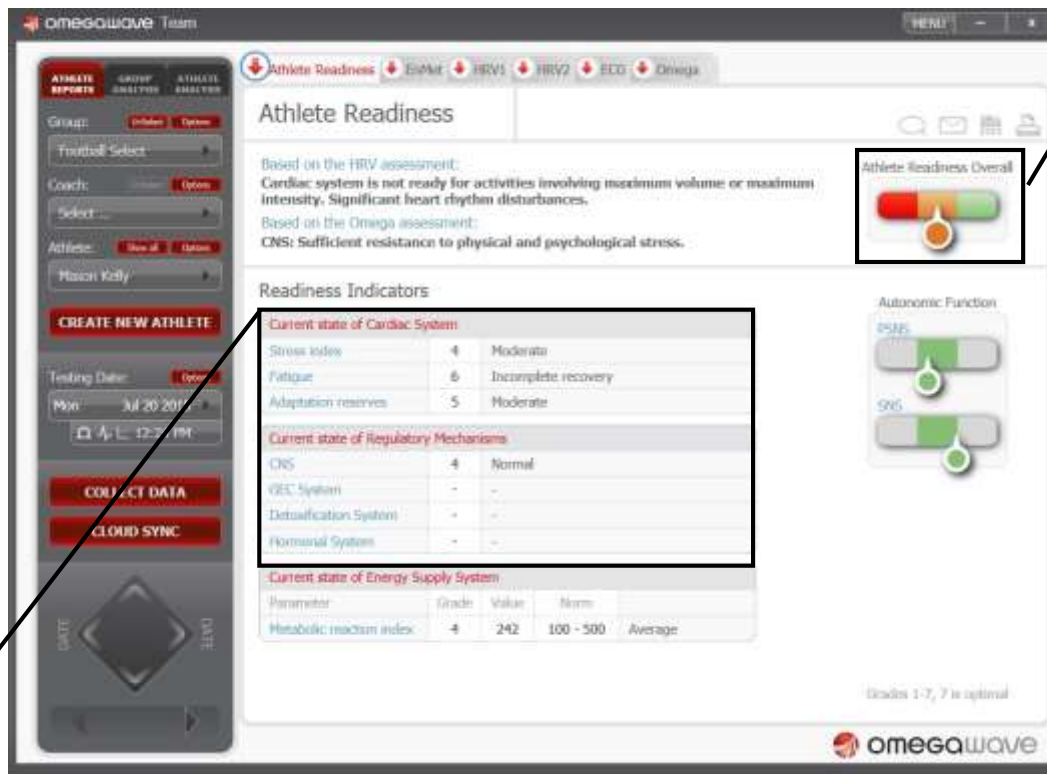 omegawave Team
MENU
ATHLETE REPORTS
GROUP ANALYSIS
ATHLETE ANALYSIS
Group: Options
Football Select
Coach: Options
Select ...
Athlete: Show all Options
Mason Kelly
CREATE NEW ATHLETE
Testing Date: Options
Mon Jul 20
PM
COLLECT DATA
CLOUD SYNC
DATE
DATE
Athlete Readiness EnMet HRV1 HRV2 ECG Omega
Athlete Readiness
Based on the HRV assessment:
Cardiac system is not ready for activities involving maximum volume or maximum
intensity. Significant heart rhythm disturbances.
Based on the Omega assessment:
CNS: Sufficient resistance to physical and psychological stress.
Athlete Readiness Overall
Readiness Indicators
Current state of Cardiac System
Stress index 4 Moderate
Fatigue 6 Incomplete recovery
Adaptation reserves 5 Moderate
Current state of Regulatory Mechanisms
CNS 4 Normal
GEC System - -
Detoxification System - -
Hormonal System - -
Current state of Energy Supply System
Parameter Grade Value Norm
Metabolic reaction index 4 242 100 - 500 Average
Autonomic Function
PSNS
SNS
Grades 1-7, 7 is optimal
omegawave